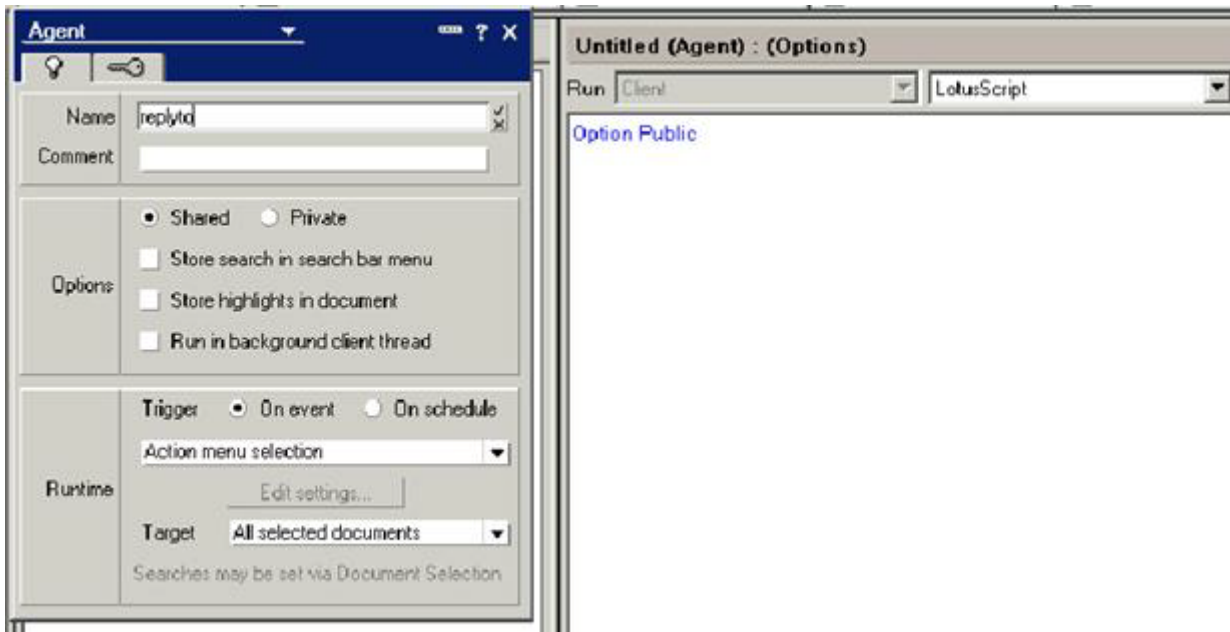 Agent
? X
Name replyto
Comment
Options
Shared Private
Store search in search bar menu
Store highlights in document
Run in background client thread
Runtime
Trigger On event On schedule
Action menu selection
Edit settings...
Target All selected documents
Searches may be set via Document Selection
Untitled (Agent) : (Options)
Run Client LotusScript
Option Public